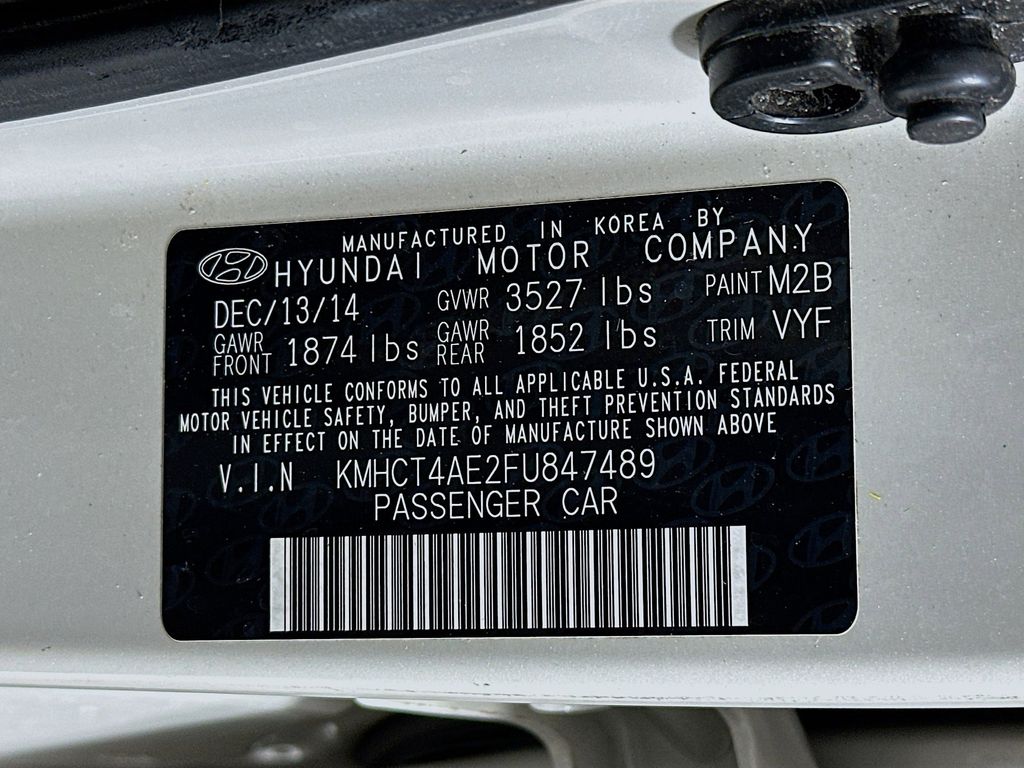 MANUFACTURED IN KOREA BY
HYUNDAI MOTOR COMPANY
DEC/13/14 GVWR 3527 lbs PAINT M2B
GAWR FRONT 1874 lbs GAWR REAR 1852 lbs TRIM VYF
THIS VEHICLE CONFORMS TO ALL APPLICABLE U.S.A. FEDERAL
MOTOR VEHICLE SAFETY, BUMPER, AND THEFT PREVENTION STANDARDS
IN EFFECT ON THE DATE OF MANUFACTURE SHOWN ABOVE
V.I.N KMHCT4AE2FU847489
PASSENGER CAR